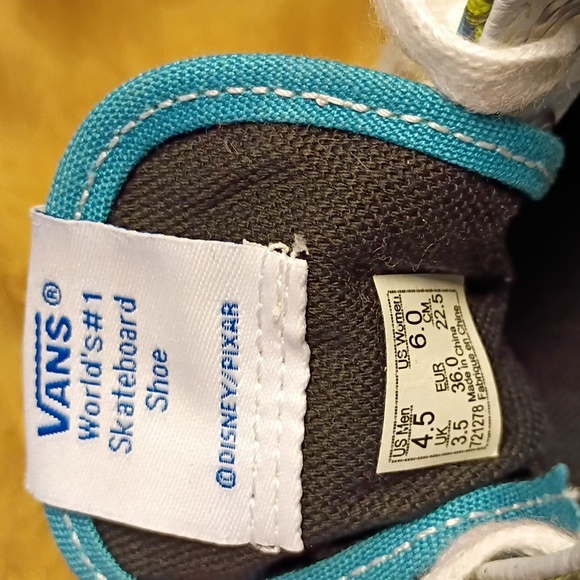 VANS®
World's #1
Skateboard
Shoe
©DISNEY/PIXAR
US Men US Women
4.5 6.0
UK EUR CM
3.5 36.0 22.5
721278 Made in China
Fabriqué en Chine